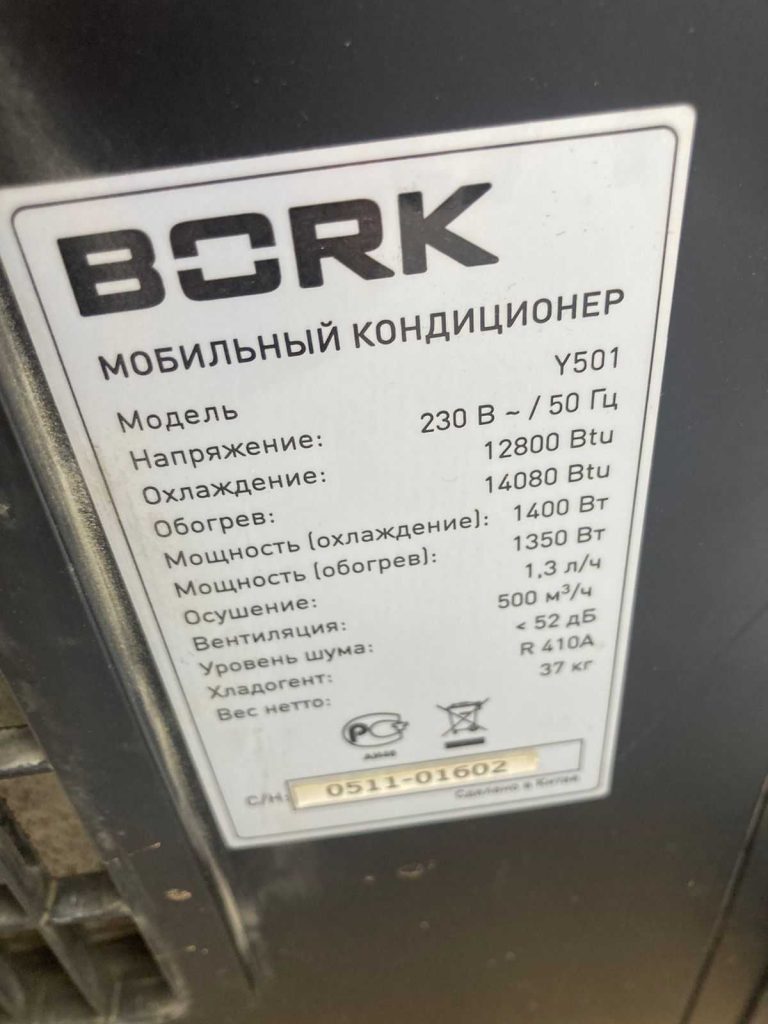 BORK
МОБИЛЬНЫЙ КОНДИЦИОНЕР
Модель Y501
Напряжение: 230 В ~ / 50 Гц
Охлаждение: 12800 Btu
Обогрев: 14080 Btu
Мощность (охлаждение): 1400 Вт
Мощность (обогрев): 1350 Вт
Осушение: 1,3 л/ч
Вентиляция: 500 м³/ч
Уровень шума: < 52 дБ
Хладогент: R 410A
Вес нетто: 37 кг
РСТ
С/Н: 0511-01602
Сделано в Китае